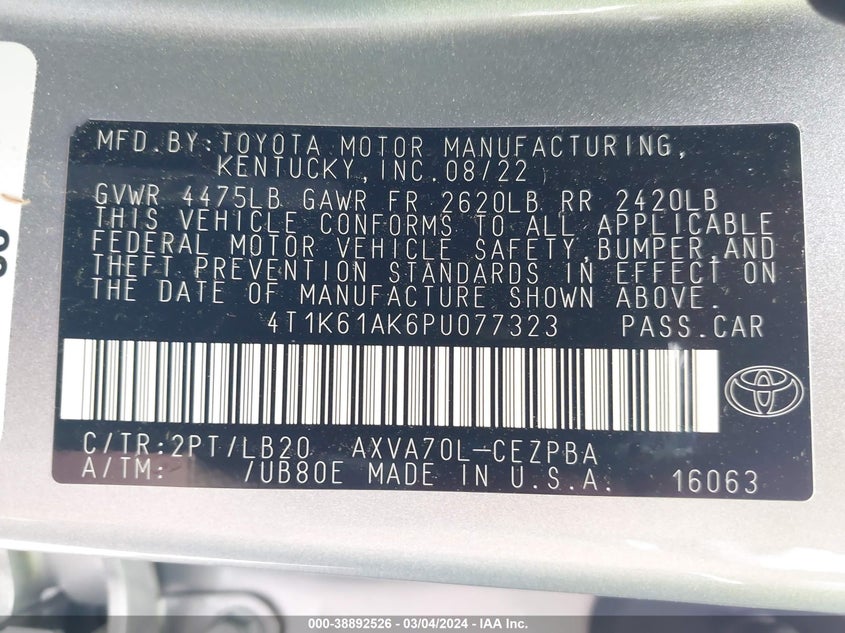 MFD.BY:TOYOTA MOTOR MANUFACTURING,
KENTUCKY, INC. 08/22
GVWR 4475LB GAWR FR 2620LB RR 2420LB
THIS VEHICLE CONFORMS TO ALL APPLICABLE
FEDERAL MOTOR VEHICLE SAFETY, BUMPER, AND
THEFT PREVENTION STANDARDS IN EFFECT ON
THE DATE OF MANUFACTURE SHOWN ABOVE.
4T1K61AK6PU077323 PASS.CAR
C/TR:2PT/LB20 AXVA70L-CEZPBA
A/TM: /UB80E MADE IN U.S.A. 16063
000-38892526 - 03/04/2024 - IAA Inc.